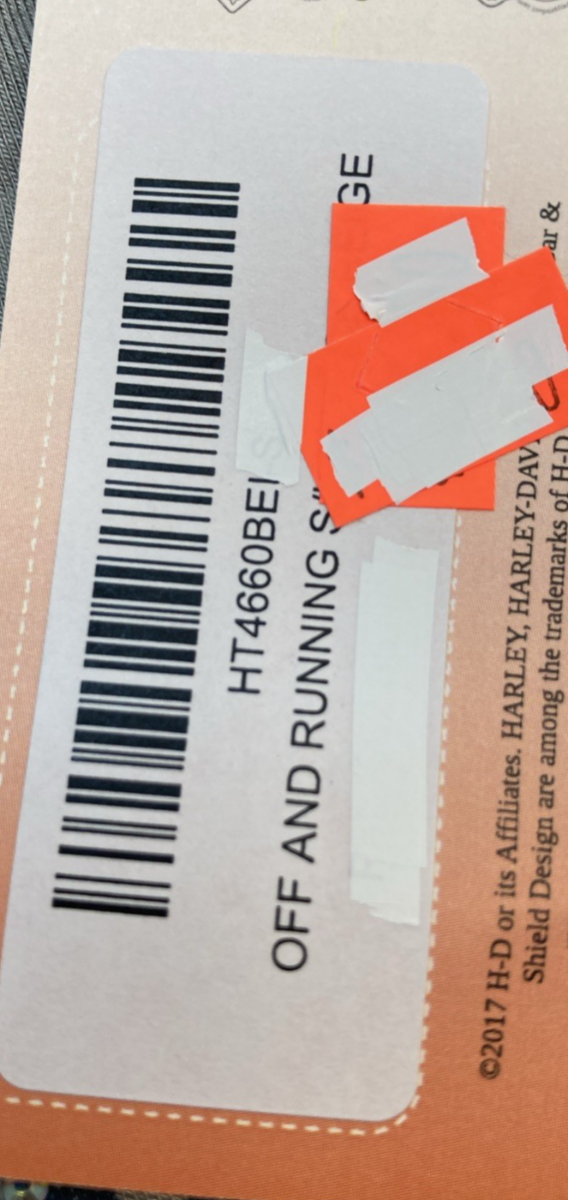 HT4660BEI
OFF AND RUNNING S GE
©2017 H-D or its Affiliates. HARLEY, HARLEY-DAV ar &
Shield Design are among the trademarks of H-D